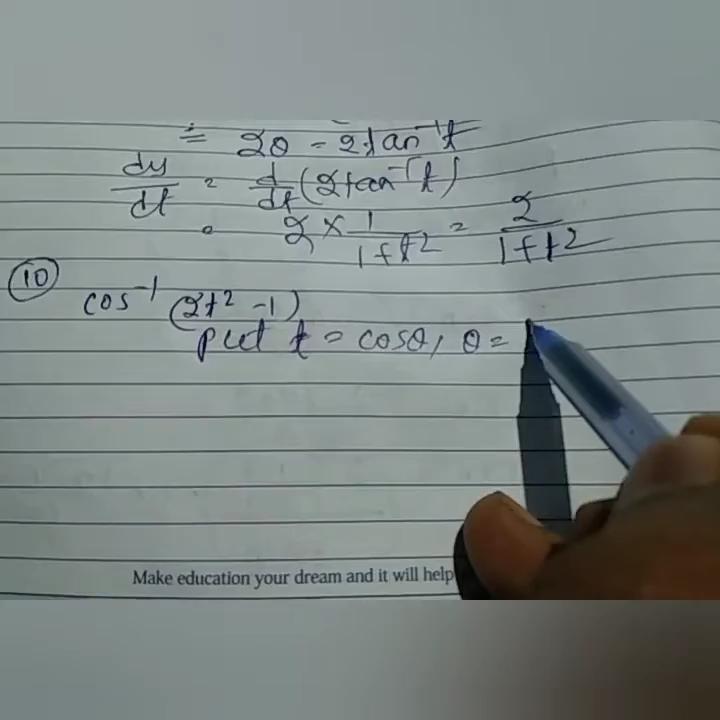 = 2θ = 2tan⁻¹t
dy/dt = d/dt (2tan⁻¹t)
= 2 × 1/1+t² = 2/1+t²
10 cos⁻¹ (2t² - 1)
put t = cosθ, θ =
Make education your dream and it will help